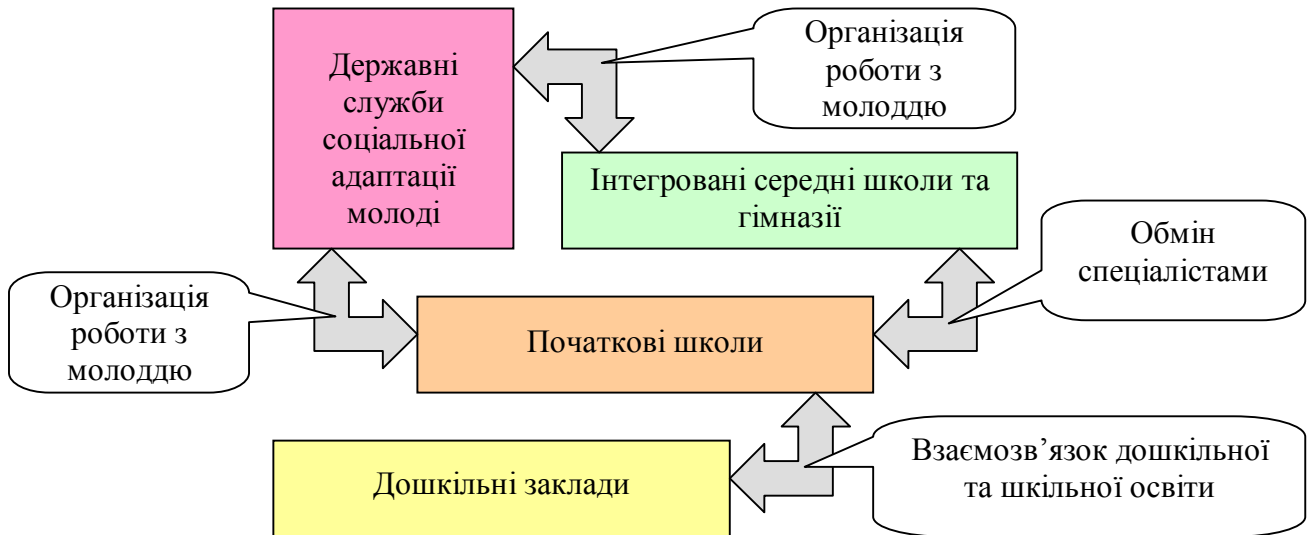 Державні
служби
соціальної
адаптації
молоді
Організація
роботи з
молоддю
Інтегровані середні школи та
гімназії
Обмін
спеціалістами
Організація
роботи з
молоддю
Початкові школи
Взаємозв’язок дошкільної
та шкільної освіти
Дошкільні заклади